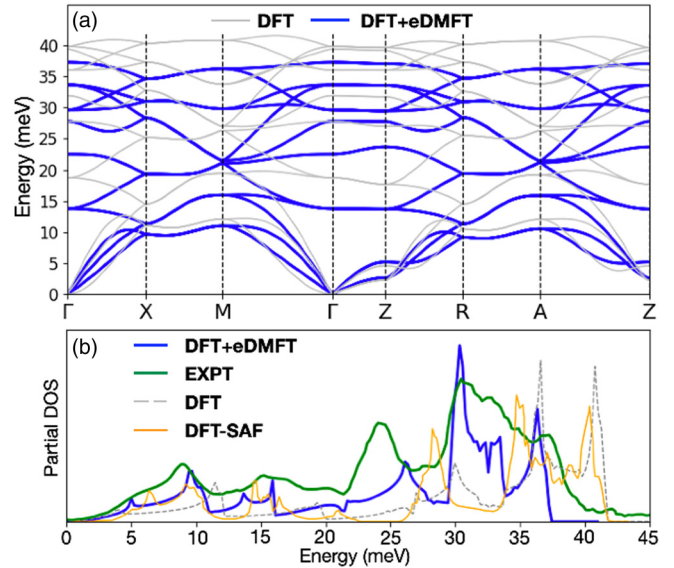 (a) DFT DFT+eDMFT
40
35
30
25
20
15
10
5
0
Energy (meV)
Γ X M Γ Z R A Z
(b)
DFT+eDMFT
EXPT
DFT
DFT-SAF
Partial DOS
0 5 10 15 20 25 30 35 40 45
Energy (meV)